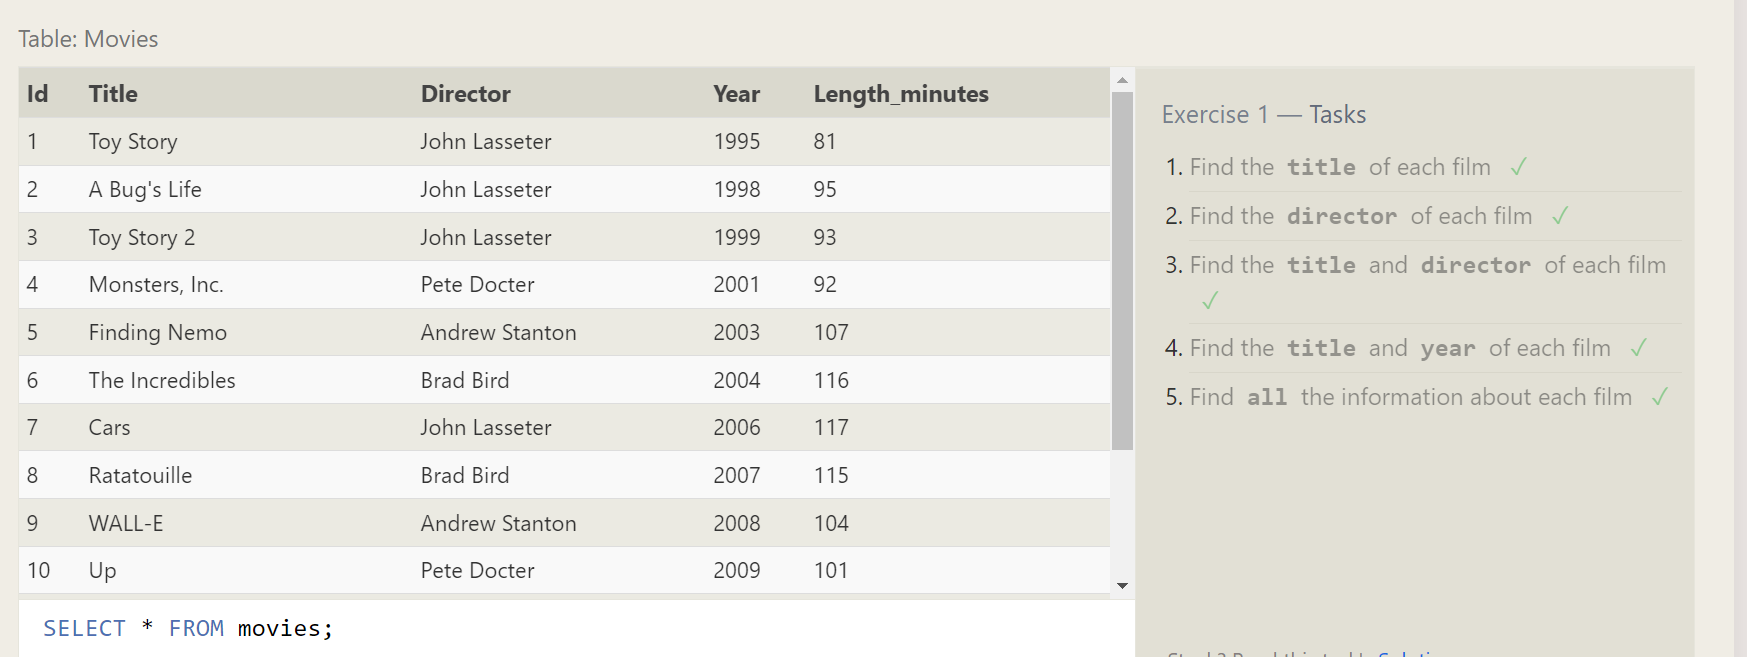 Table: Movies
Id Title Director Year Length_minutes
1 Toy Story John Lasseter 1995 81
2 A Bug's Life John Lasseter 1998 95
3 Toy Story 2 John Lasseter 1999 93
4 Monsters, Inc. Pete Docter 2001 92
5 Finding Nemo Andrew Stanton 2003 107
6 The Incredibles Brad Bird 2004 116
7 Cars John Lasseter 2006 117
8 Ratatouille Brad Bird 2007 115
9 WALL-E Andrew Stanton 2008 104
10 Up Pete Docter 2009 101
SELECT * FROM movies;
Exercise 1 — Tasks
1. Find the title of each film ✓
2. Find the director of each film ✓
3. Find the title and director of each film
✓
4. Find the title and year of each film ✓
5. Find all the information about each film ✓